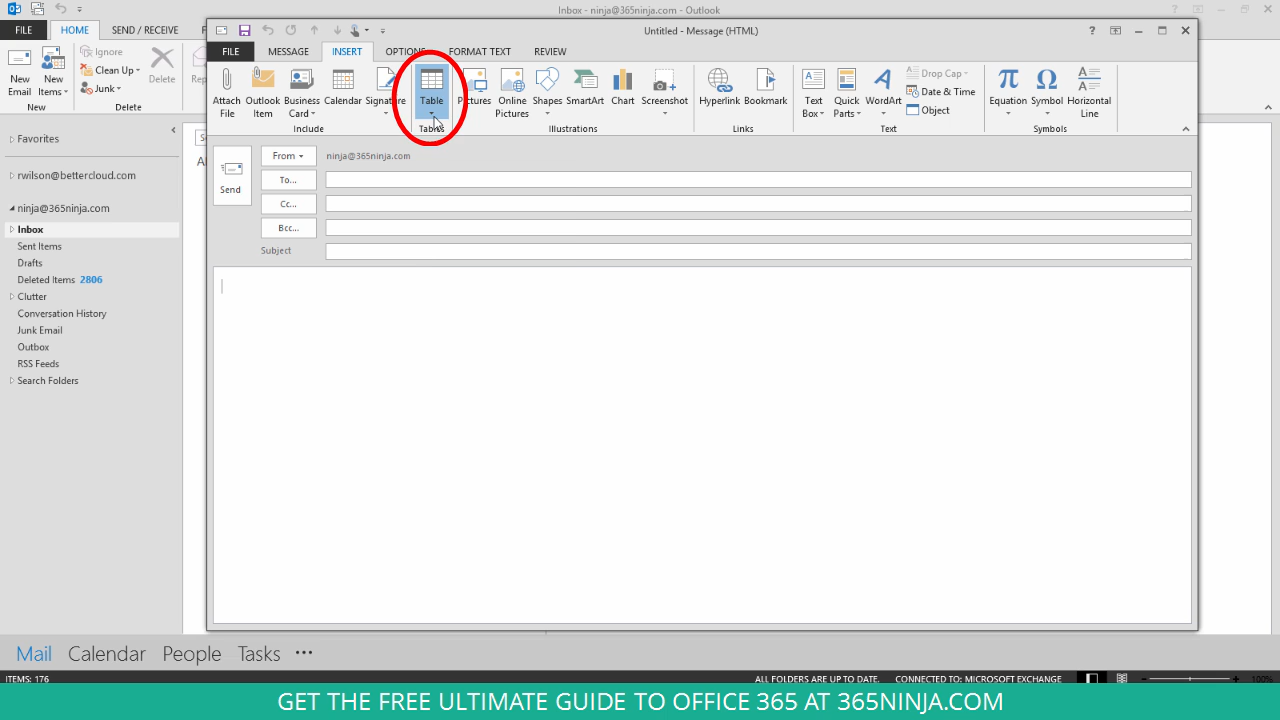 Inbox - ninja@365ninja.com - Outlook
FILE HOME SEND / RECEIVE
Untitled - Message (HTML)
FILE MESSAGE INSERT OPTIONS FORMAT TEXT REVIEW
New Email
New Items
New
Ignore
Clean Up
Junk
Delete
Delete
Attach File
Outlook Item
Business Card
Calendar
Signature
Include
Table
Tables
Pictures
Online Pictures
Shapes
SmartArt
Chart
Screenshot
Illustrations
Hyperlink
Bookmark
Links
Text Box
Quick Parts
WordArt
Drop Cap
Date & Time
Object
Text
π
Equation
Ω
Symbol
Horizontal Line
Symbols
Favorites
rwilson@bettercloud.com
ninja@365ninja.com
Inbox
Sent Items
Drafts
Deleted Items 2806
Clutter
Conversation History
Junk Email
Outbox
RSS Feeds
Search Folders
Send
From ninja@365ninja.com
To...
Cc...
Bcc...
Subject
Mail Calendar People Tasks ···
ITEMS: 176
ALL FOLDERS ARE UP TO DATE. CONNECTED TO: MICROSOFT EXCHANGE
100%
GET THE FREE ULTIMATE GUIDE TO OFFICE 365 AT 365NINJA.COM